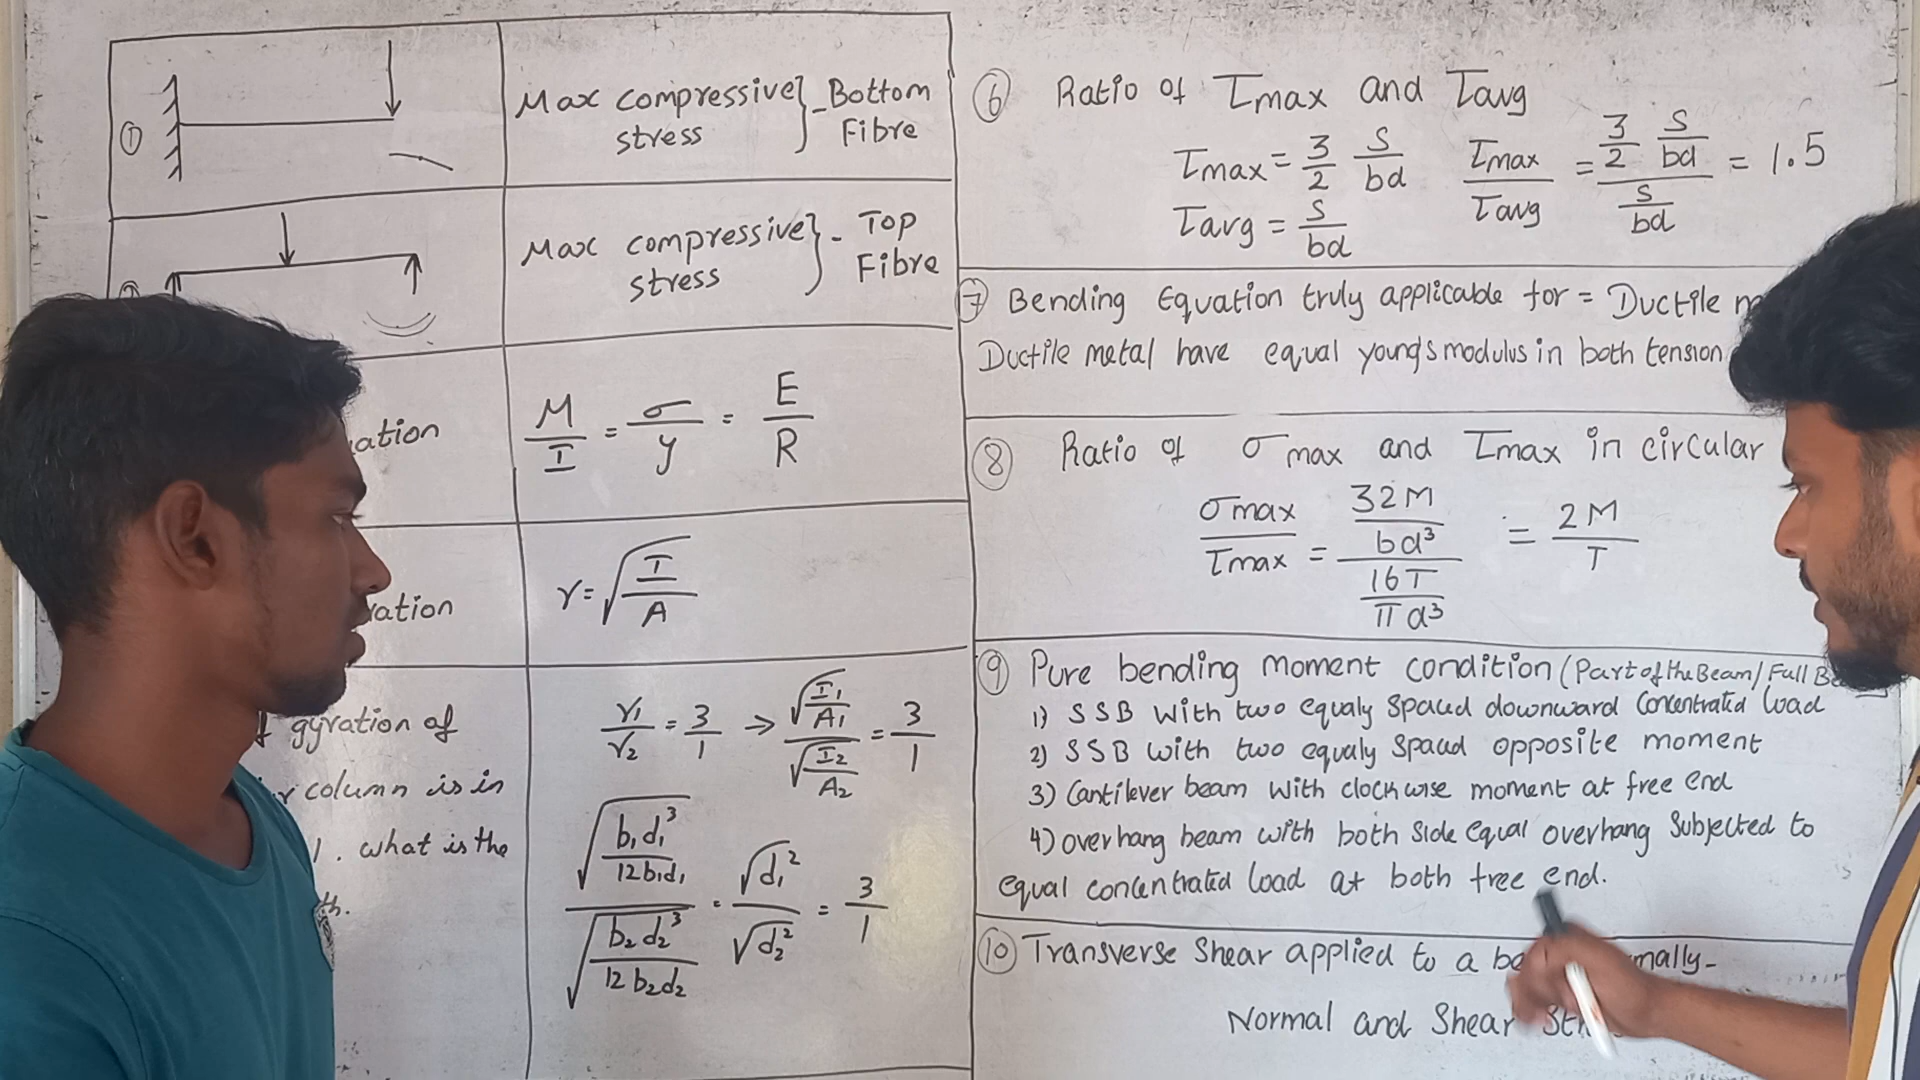 ①
Max compressive stress } - Bottom Fibre
Max compressive stress } - Top Fibre
M/I = σ/y = E/R
r = √(I/A)
gyration of
column is in
1. what is the
r₁/r₂ = 3/1 → √(I₁/A₁)/√(I₂/A₂) = 3/1
√(b₁d₁³/12b₁d₁)/√(b₂d₂³/12b₂d₂) = √d₁²/√d₂² = 3/1
⑥ Ratio of τmax and τavg
τmax = 3/2 S/bd
τavg = S/bd
τmax/τavg = (3/2 S/bd)/(S/bd) = 1.5
⑦ Bending Equation truly applicable for = Ductile
Ductile metal have equal young's modulus in both tension
⑧ Ratio of σmax and τmax in circular
σmax/τmax = (32M/bd³)/(16T/πd³) = 2M/T
⑨ Pure bending moment condition (Part of the Beam/Full
1) SSB with two equaly spaced downward concentrated load
2) SSB with two equaly spaced opposite moment
3) Cantilever beam with clockwise moment at free end
4) overhang beam with both side equal overhang subjected to
equal concentrated load at both free end.
⑩ Transverse shear applied to a
Normal and Shear